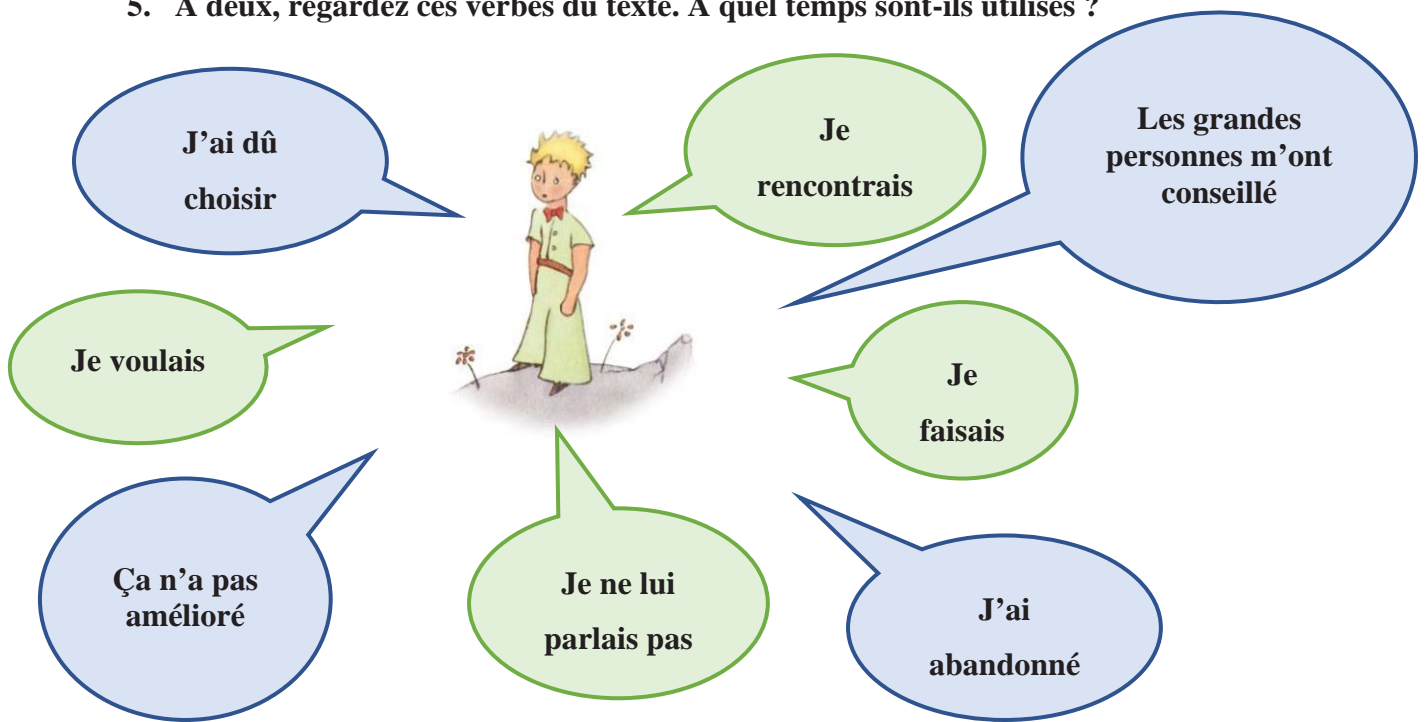 5. A deux, regardez ces verbes du texte. A quel temps sont-ils utilisés ?
J'ai dû
choisir
Je
rencontrais
Les grandes
personnes m'ont
conseillé
Je voulais
Je
faisais
Ça n'a pas
amélioré
Je ne lui
parlais pas
J'ai
abandonné